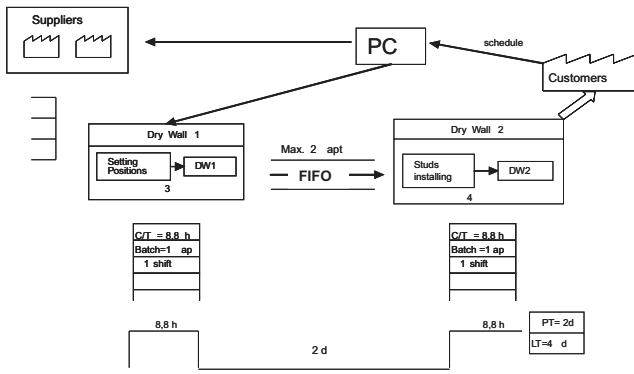 Suppliers
PC
schedule
Customers
Dry Wall 1
Setting
Positions
DW1
3
Max. 2 apt
FIFO
Dry Wall 2
Studs
installing
DW2
4
C/T = 8.8 h
Batch=1 ap
1 shift
C/T = 8.8 h
Batch =1 ap
1 shift
8,8 h
2 d
8,8 h
PT= 2d
LT=4 d